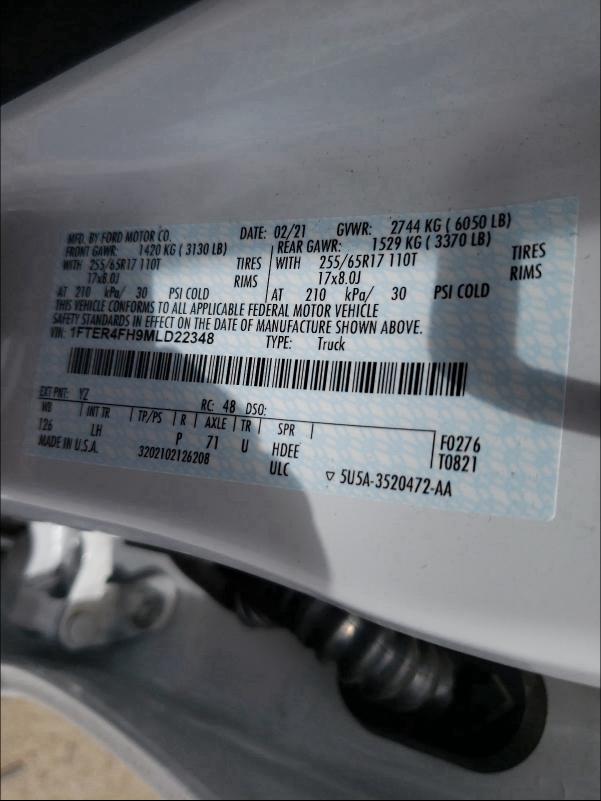 MFD. BY FORD MOTOR CO. DATE: 02/21 GVWR: 2744 KG ( 6050 LB)
FRONT GAWR: 1420 KG ( 3130 LB) REAR GAWR: 1529 KG ( 3370 LB)
WITH 255/65R17 110T TIRES WITH 255/65R17 110T TIRES
17x8.0J RIMS 17x8.0J RIMS
AT 210 kPa/ 30 PSI COLD AT 210 kPa/ 30 PSI COLD
THIS VEHICLE CONFORMS TO ALL APPLICABLE FEDERAL MOTOR VEHICLE
SAFETY STANDARDS IN EFFECT ON THE DATE OF MANUFACTURE SHOWN ABOVE.
VIN: 1FTER4FH9MLD22348 TYPE: Truck
EXT PNT: YZ RC: 48 DSO:
WB INT TR TP/PS R AXLE TR SPR F0276
126 LH P 71 U HDEE T0821
MADE IN U.S.A. 3202102126208 ULC ▽ 5U5A-3520472-AA